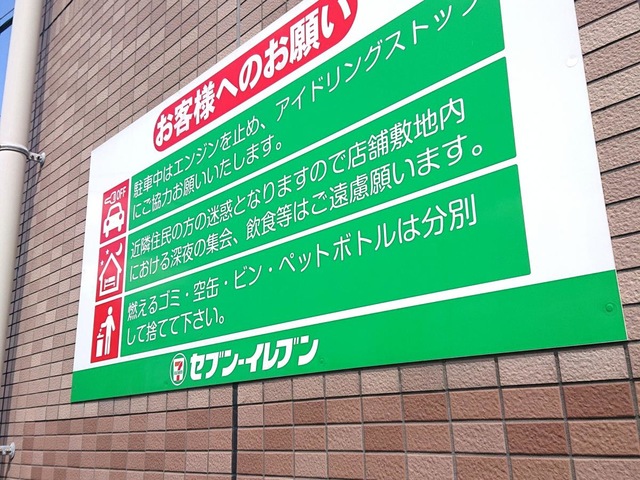 お客様へのお願い
OFF
駐車中はエンジンを止め、アイドリングストップ
にご協力お願いいたします。
近隣住民の方の迷惑となりますので店舗敷地内
における深夜の集会、飲食等はご遠慮願います。
燃えるゴミ・空缶・ビン・ペットボトルは分別
して捨てて下さい。
7
セブン-イレブン